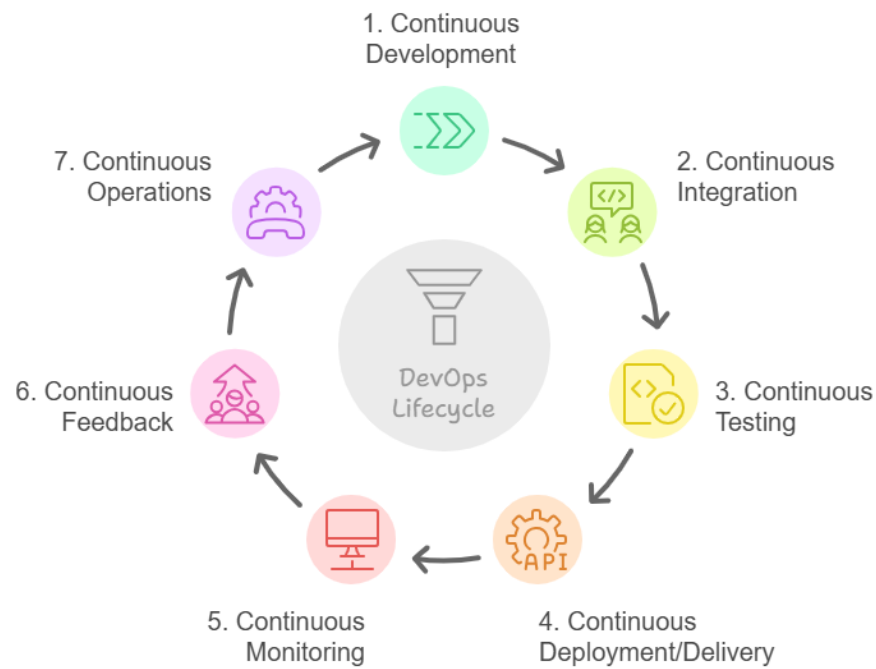 1. Continuous
Development
2. Continuous
Integration
3. Continuous
Testing
4. Continuous
Deployment/Delivery
5. Continuous
Monitoring
6. Continuous
Feedback
7. Continuous
Operations
DevOps
Lifecycle
</>
API